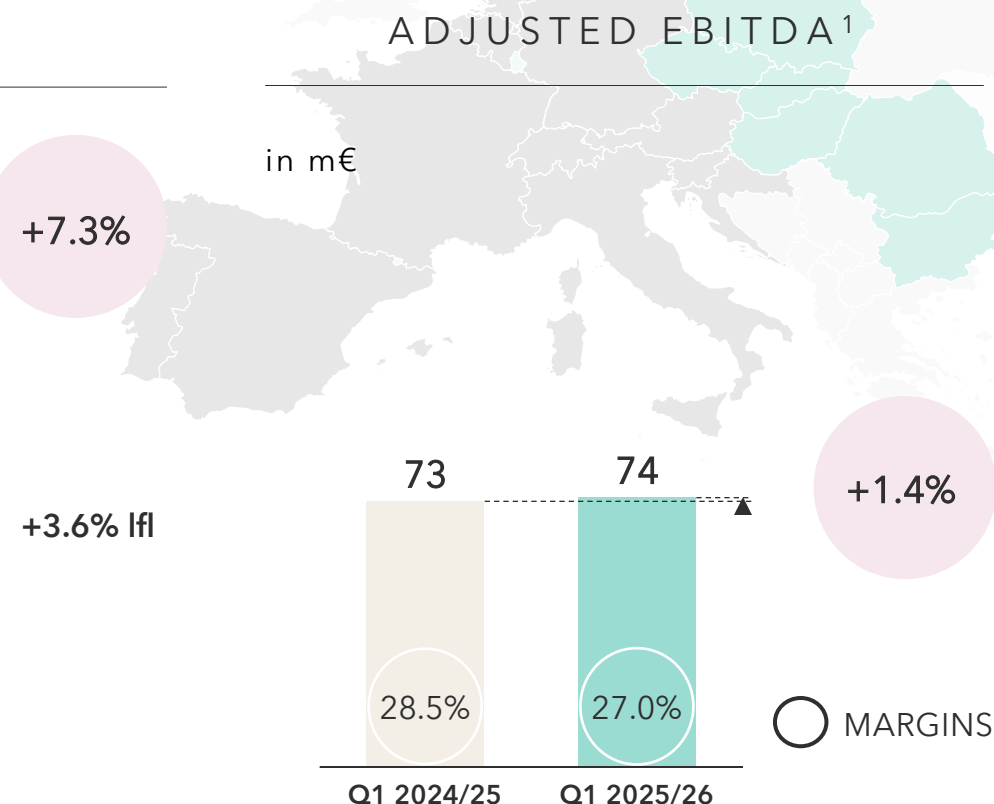 ADJUSTED EBITDA¹
in m€
+7.3%
+3.6% lfl
73
74
+1.4%
28.5%
27.0%
MARGINS
Q1 2024/25
Q1 2025/26